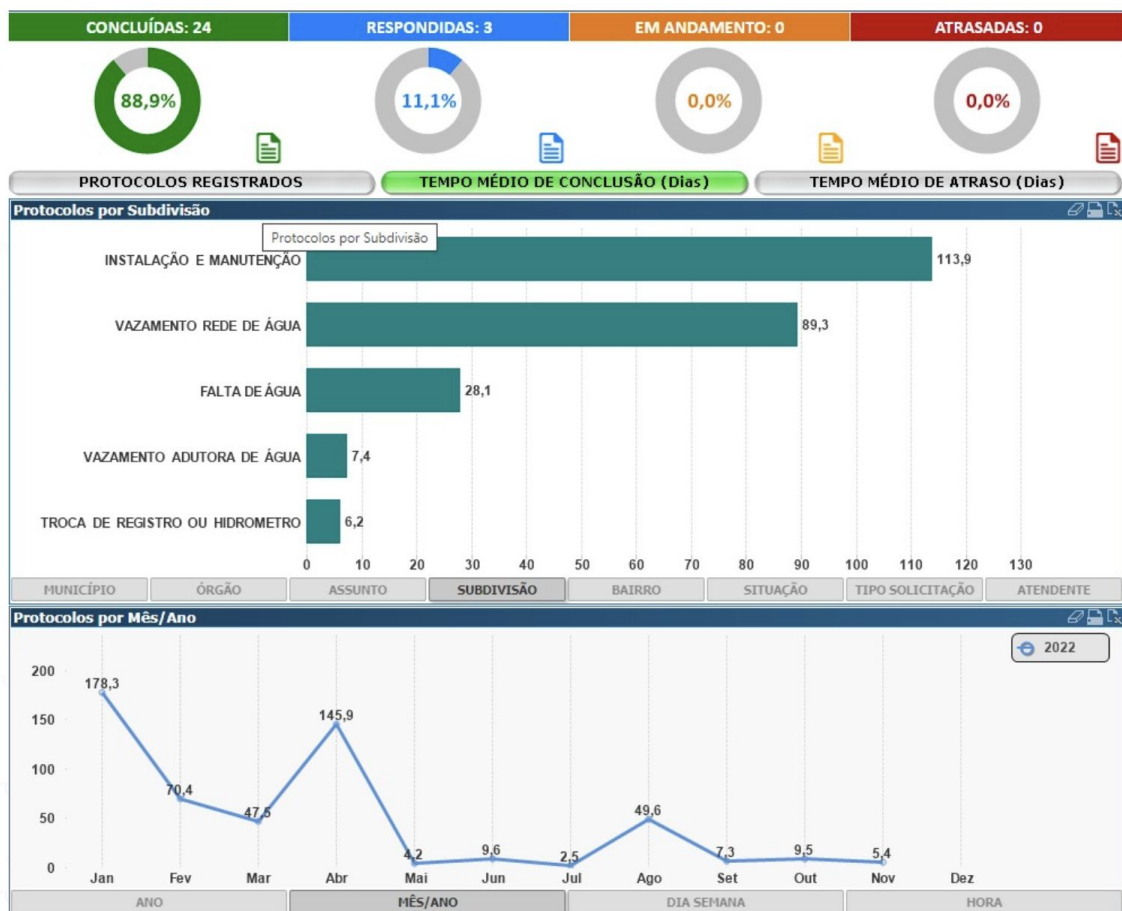 CONCLUÍDAS: 24 RESPONDIDAS: 3 EM ANDAMENTO: 0 ATRASADAS: 0
88,9% 11,1% 0,0% 0,0%
PROTOCOLOS REGISTRADOS TEMPO MÉDIO DE CONCLUSÃO (Dias) TEMPO MÉDIO DE ATRASO (Dias)
Protocolos por Subdivisão
Protocolos por Subdivisão
INSTALAÇÃO E MANUTENÇÃO 113,9
VAZAMENTO REDE DE ÁGUA 89,3
FALTA DE ÁGUA 28,1
VAZAMENTO ADUTORA DE ÁGUA 7,4
TROCA DE REGISTRO OU HIDROMETRO 6,2
0 10 20 30 40 50 60 70 80 90 100 110 120 130
MUNICÍPIO ÓRGÃO ASSUNTO SUBDIVISÃO BAIRRO SITUAÇÃO TIPO SOLICITAÇÃO ATENDENTE
Protocolos por Mês/Ano
2022
200
178,3
150
145,9
100
70,4
50
47,5
49,6
4,2 9,6 2,5 7,3 9,5 5,4
0
Jan Fev Mar Abr Mai Jun Jul Ago Set Out Nov Dez
ANO MÊS/ANO DIA SEMANA HORA